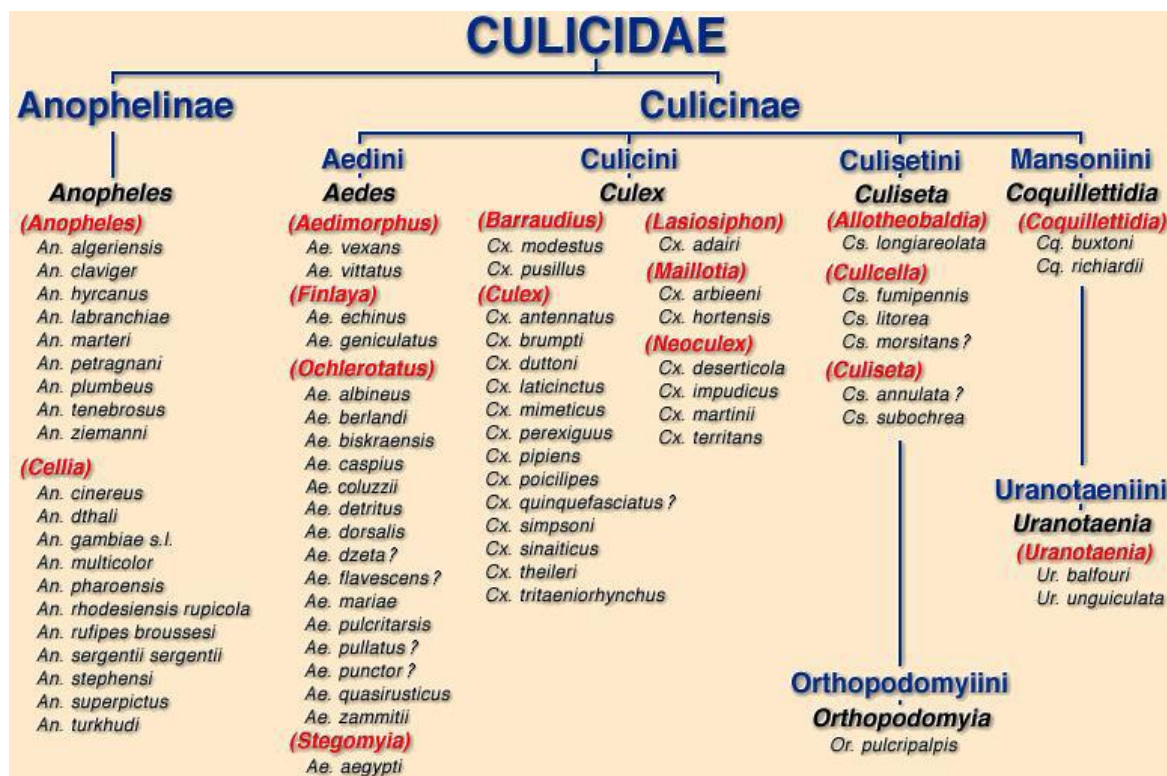 CULICIDAE
Anophelinae
Culicinae
Anopheles
(Anopheles)
An. algeriensis
An. claviger
An. hyrcanus
An. labranchiae
An. marteri
An. petragnani
An. plumbeus
An. tenebrosus
An. ziemanni
(Cellia)
An. cinereus
An. dthali
An. gambiae s.l.
An. multicolor
An. pharoensis
An. rhodesiensis rupicola
An. rufipes broussesi
An. sergentii sergentii
An. stephensi
An. superpictus
An. turkhudi
Aedini
Aedes
(Aedimorphus)
Ae. vexans
Ae. vittatus
(Finlaya)
Ae. echinus
Ae. geniculatus
(Ochlerotatus)
Ae. albineus
Ae. berlandi
Ae. biskraensis
Ae. caspius
Ae. coluzzii
Ae. detritus
Ae. dorsalis
Ae. dzeta ?
Ae. flavescens ?
Ae. mariae
Ae. pulcritarsis
Ae. pullatus ?
Ae. punctor ?
Ae. quasirusticus
Ae. zammitii
(Stegomyia)
Ae. aegypti
Culicini
Culex
(Barraudius)
Cx. modestus
Cx. pusillus
(Culex)
Cx. antennatus
Cx. brumpti
Cx. duttoni
Cx. laticinctus
Cx. mimeticus
Cx. perexiguus
Cx. pipiens
Cx. poicilipes
Cx. quinquefasciatus ?
Cx. simpsoni
Cx. sinaiticus
Cx. theileri
Cx. tritaeniorhynchus
(Lasiosiphon)
Cx. adairi
(Maillotia)
Cx. arbieeni
Cx. hortensis
(Neoculex)
Cx. deserticola
Cx. impudicus
Cx. martinii
Cx. territans
Culisetini
Culiseta
(Allotheobaldia)
Cs. longiareolata
(Culicella)
Cs. fumipennis
Cs. litorea
Cs. morsitans ?
(Culiseta)
Cs. annulata ?
Cs. subochrea
Orthopodomyiini
Orthopodomyia
Or. pulcripalpis
Mansoniini
Coquillettidia
(Coquillettidia)
Cq. buxtoni
Cq. richiardii
Uranotaeniini
Uranotaenia
(Uranotaenia)
Ur. balfouri
Ur. unguiculata